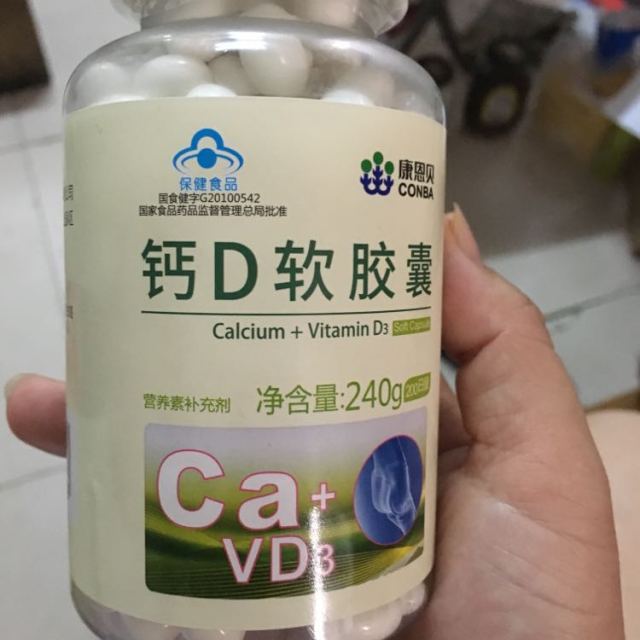 保健食品
国食健字G20100542
国家食品药品监督管理总局批准
康恩贝
CONBA
钙D软胶囊
Calcium + Vitamin D3 Soft Capsule
营养素补充剂 净含量:240g
Ca+
VD3